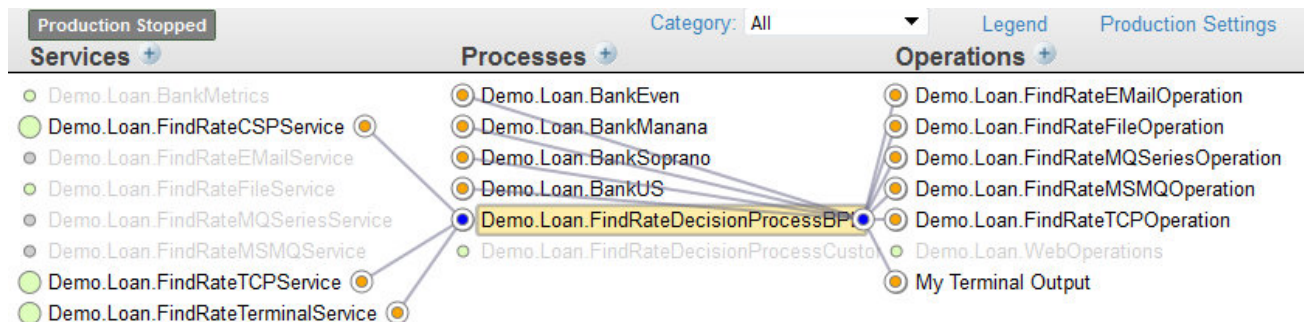 Production Stopped
Category: All
Legend
Production Settings
Services
Processes
Operations
Demo.Loan.BankMetrics
Demo.Loan.FindRateCSPService
Demo.Loan.FindRateEMailService
Demo.Loan.FindRateFileService
Demo.Loan.FindRateMQSeriesService
Demo.Loan.FindRateMSMQService
Demo.Loan.FindRateTCPService
Demo.Loan.FindRateTerminalService
Demo.Loan.BankEven
Demo.Loan.BankManana
Demo.Loan.BankSoprano
Demo.Loan.BankUS
Demo.Loan.FindRateDecisionProcessBP
Demo.Loan.FindRateDecisionProcessCusto
Demo.Loan.FindRateEMailOperation
Demo.Loan.FindRateFileOperation
Demo.Loan.FindRateMQSeriesOperation
Demo.Loan.FindRateMSMQOperation
Demo.Loan.FindRateTCPOperation
Demo.Loan.WebOperations
My Terminal Output